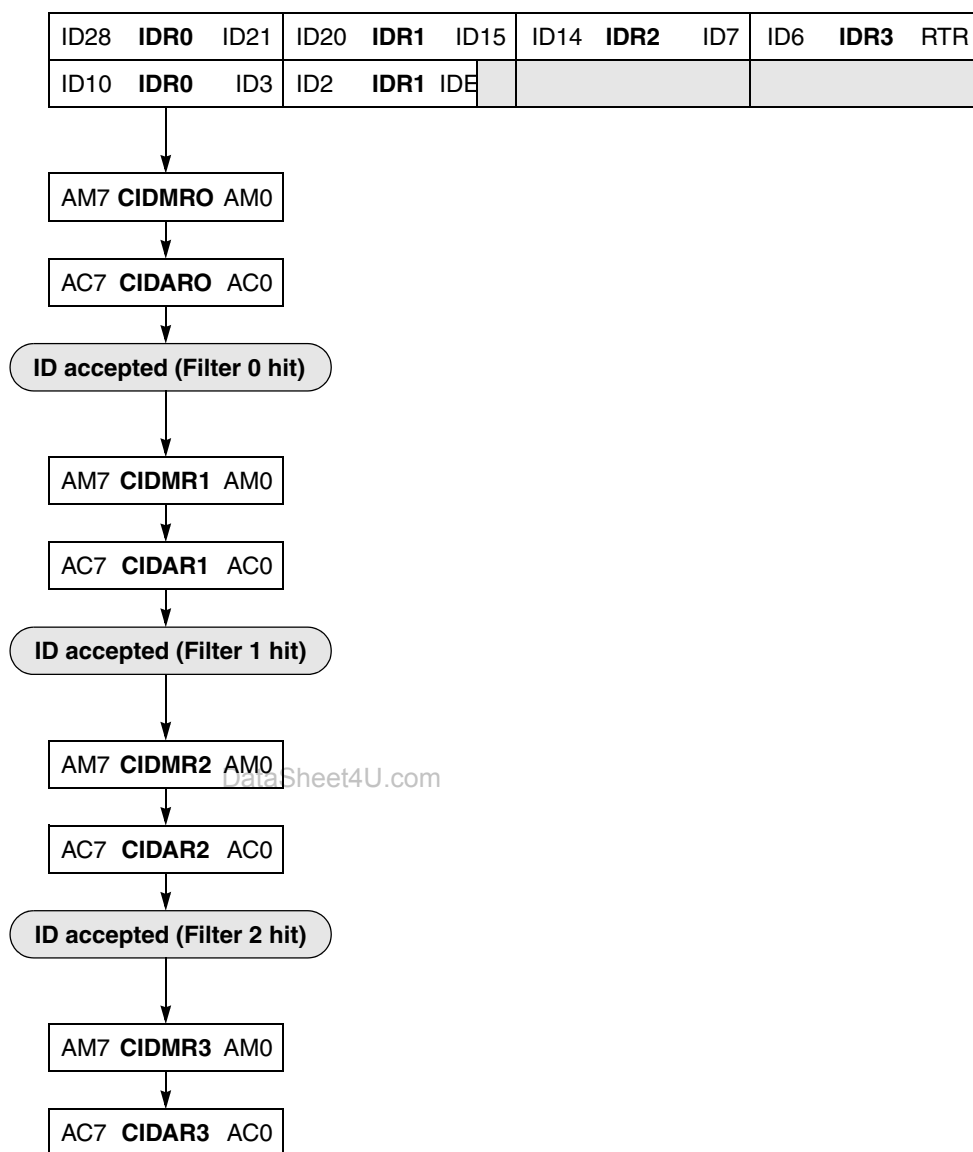 ID28 IDR0 ID21 ID20 IDR1 ID15 ID14 IDR2 ID7 ID6 IDR3 RTR
ID10 IDR0 ID3 ID2 IDR1 IDE
AM7 CIDMRO AM0
AC7 CIDARO AC0
ID accepted (Filter 0 hit)
AM7 CIDMR1 AM0
AC7 CIDAR1 AC0
ID accepted (Filter 1 hit)
AM7 CIDMR2 AM0
DataSheet4U.com
AC7 CIDAR2 AC0
ID accepted (Filter 2 hit)
AM7 CIDMR3 AM0
AC7 CIDAR3 AC0